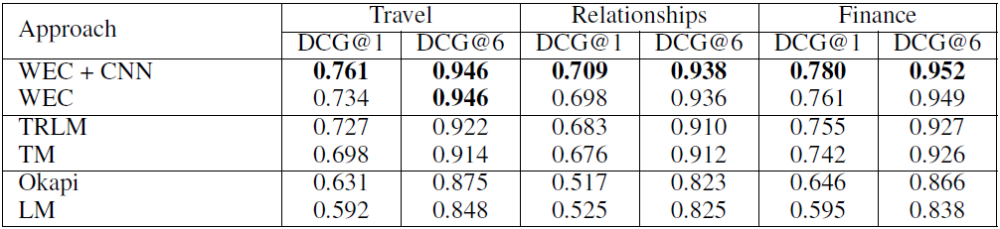 Approach Travel Relationships Finance
DCG@1 DCG@6 DCG@1 DCG@6 DCG@1 DCG@6
WEC + CNN 0.761 0.946 0.709 0.938 0.780 0.952
WEC 0.734 0.946 0.698 0.936 0.761 0.949
TRLM 0.727 0.922 0.683 0.910 0.755 0.927
TM 0.698 0.914 0.676 0.912 0.742 0.926
Okapi 0.631 0.875 0.517 0.823 0.646 0.866
LM 0.592 0.848 0.525 0.825 0.595 0.838